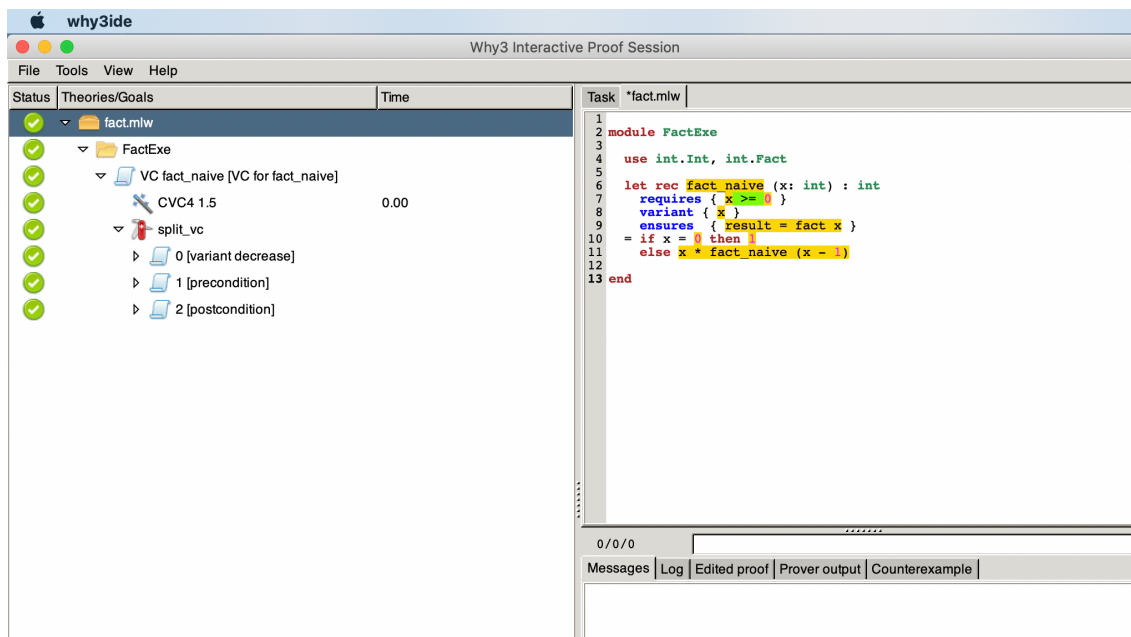 why3ide
Why3 Interactive Proof Session
File Tools View Help
Status Theories/Goals Time
fact.mlw
FactExe
VC fact_naive [VC for fact_naive]
CVC4 1.5 0.00
split_vc
0 [variant decrease]
1 [precondition]
2 [postcondition]
Task *fact.mlw
1
2 module FactExe
3
4 use int.Int, int.Fact
5
6 let rec fact_naive (x: int) : int
7 requires { x >= 0 }
8 variant { x }
9 ensures { result = fact x }
10 = if x = 0 then 1
11 else x * fact_naive (x - 1)
12
13 end
0/0/0
Messages Log Edited proof Prover output Counterexample